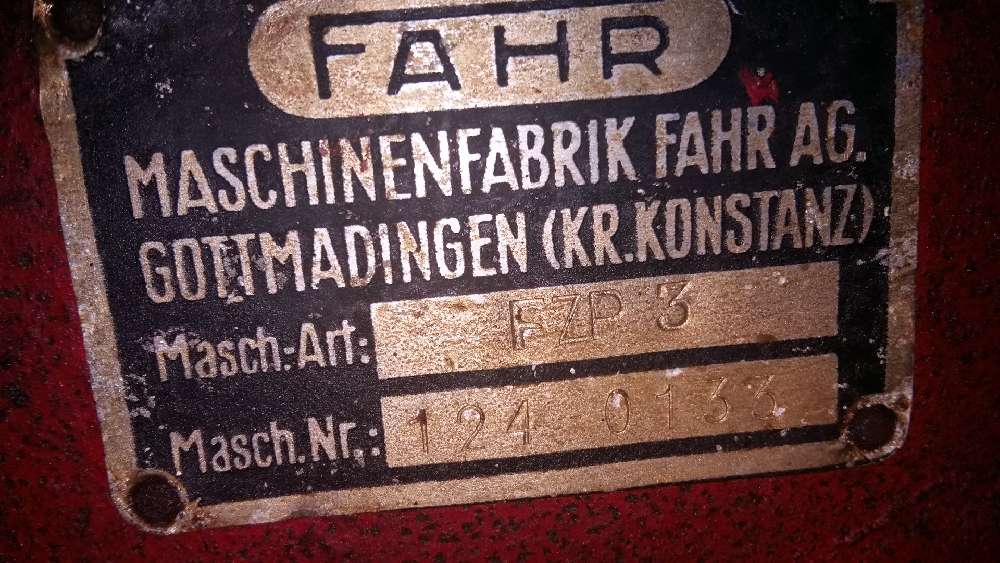 FAHR
MASCHINENFABRIK FAHR AG.
GOTTMADINGEN (KR.KONSTANZ)
Masch.-Art: FZP 3
Masch.Nr.: 124 0133